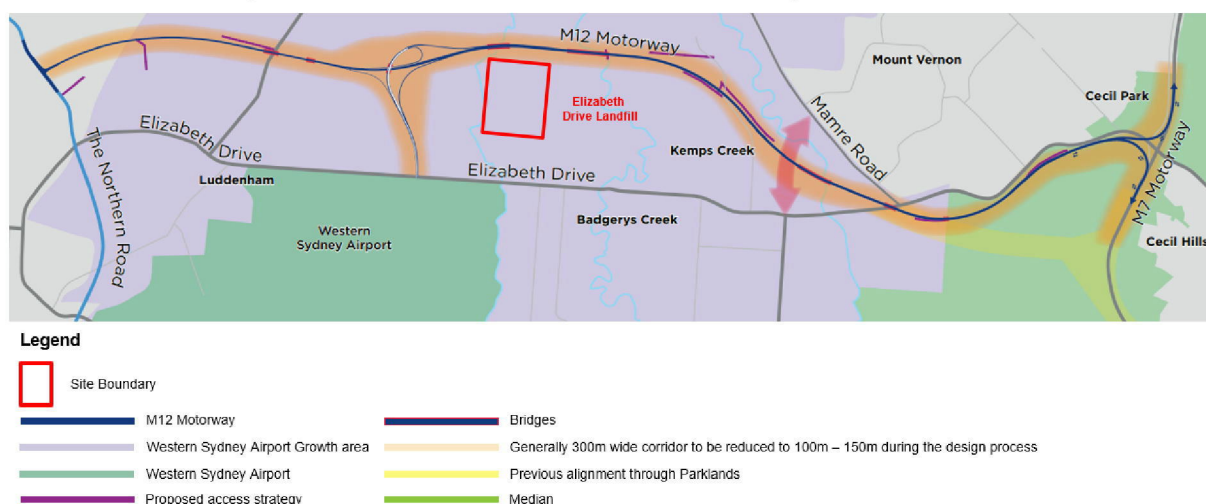 M12 Motorway
Mount Vernon
Cecil Park
Elizabeth
Drive Landfill
Mamre Road
Elizabeth Drive
Kemps Creek
The Northern Road
Luddenham
Elizabeth Drive
M7 Motorway
Badgerys Creek
Western
Sydney Airport
Cecil Hills
Legend
Site Boundary
M12 Motorway
Bridges
Western Sydney Airport Growth area
Generally 300m wide corridor to be reduced to 100m – 150m during the design process
Western Sydney Airport
Previous alignment through Parklands
Proposed access strategy
Median